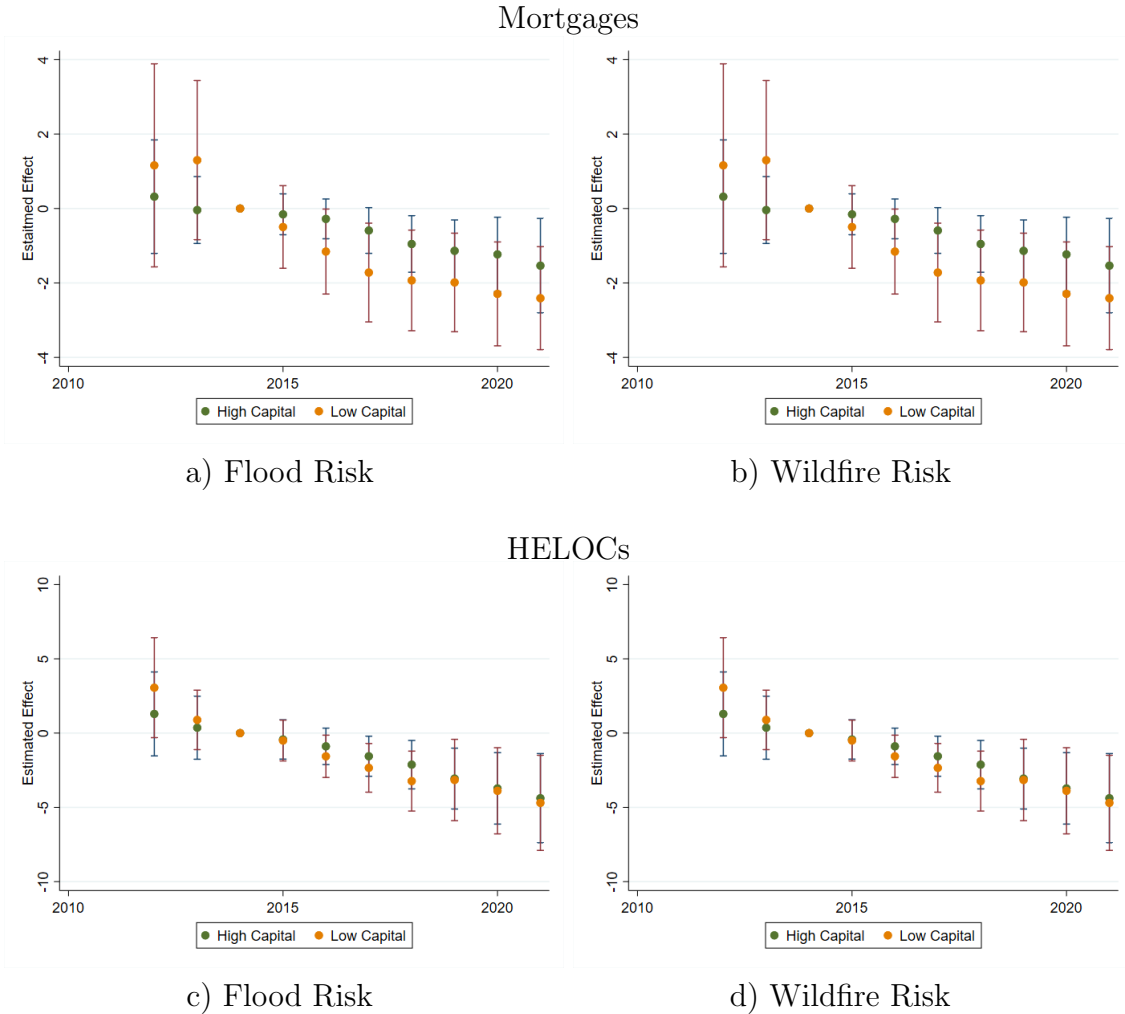 Mortgages
4
2
0
-2
-4
Estaitmed Effect
2010 2015 2020
High Capital Low Capital
a) Flood Risk
4
2
0
-2
-4
Estimated Effect
2010 2015 2020
High Capital Low Capital
b) Wildfire Risk
HELOCs
10
5
0
-5
-10
Estimated Effect
2010 2015 2020
High Capital Low Capital
c) Flood Risk
10
5
0
-5
-10
Estimated Effect
2010 2015 2020
High Capital Low Capital
d) Wildfire Risk